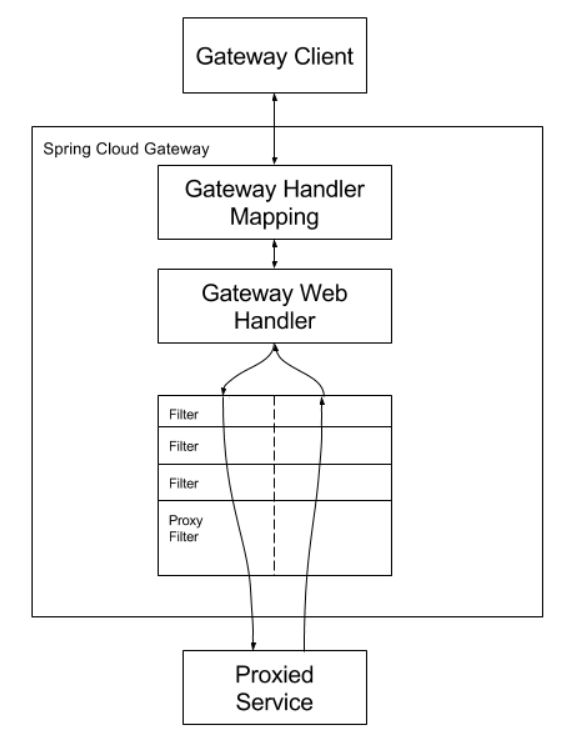 Gateway Client
Spring Cloud Gateway
Gateway Handler
Mapping
Gateway Web
Handler
Filter
Filter
Filter
Proxy
Filter
Proxied
Service